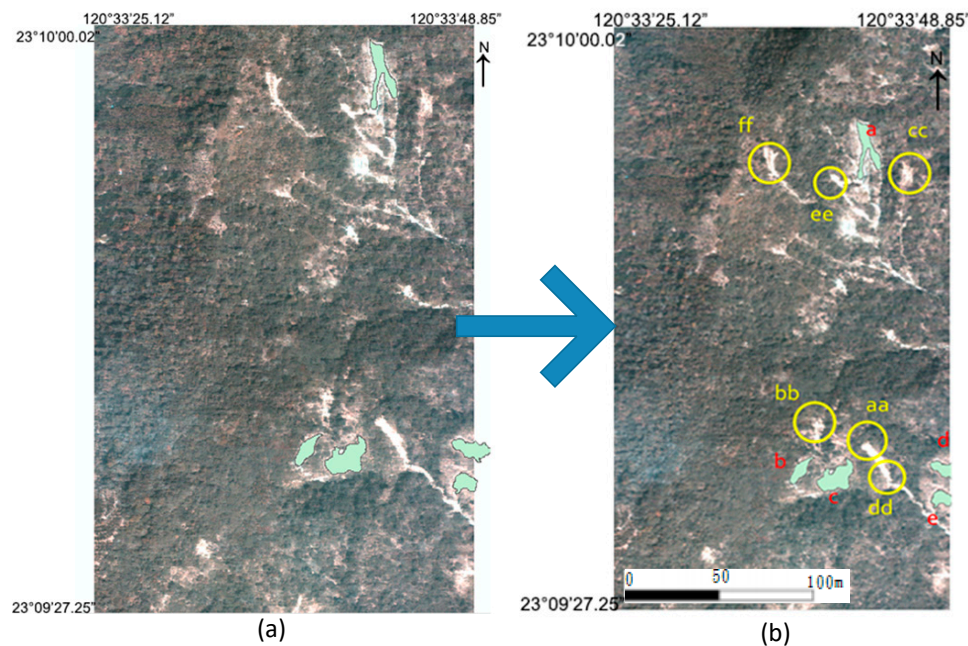 120°33'25.12" 120°33'48.85"
23°10'00.02"
N
23°09'27.25"
(a)
120°33'25.12" 120°33'48.85"
23°10'00.02"
N
ff
a
cc
ee
bb
aa
d
b
c
dd
e
0 50 100m
23°09'27.25"
(b)